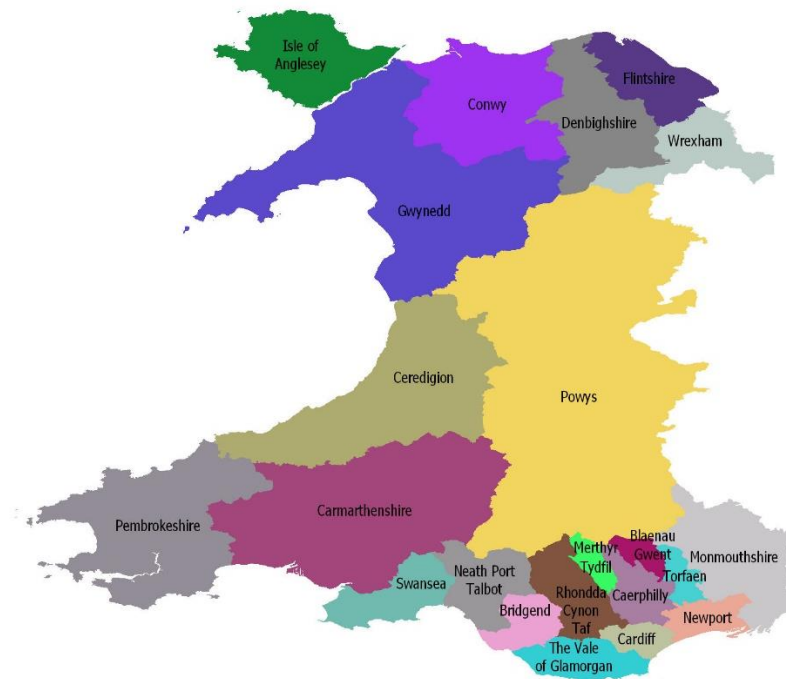 Isle of
Anglesey
Flintshire
Conwy
Denbighshire
Wrexham
Gwynedd
Ceredigion
Powys
Carmarthenshire
Pembrokeshire
Blaenau
Gwent
Merthyr
Tydfil
Monmouthshire
Swansea
Neath Port
Talbot
Torfaen
Rhondda
Cynon
Taf
Caerphilly
Bridgend
Newport
Cardiff
The Vale
of Glamorgan